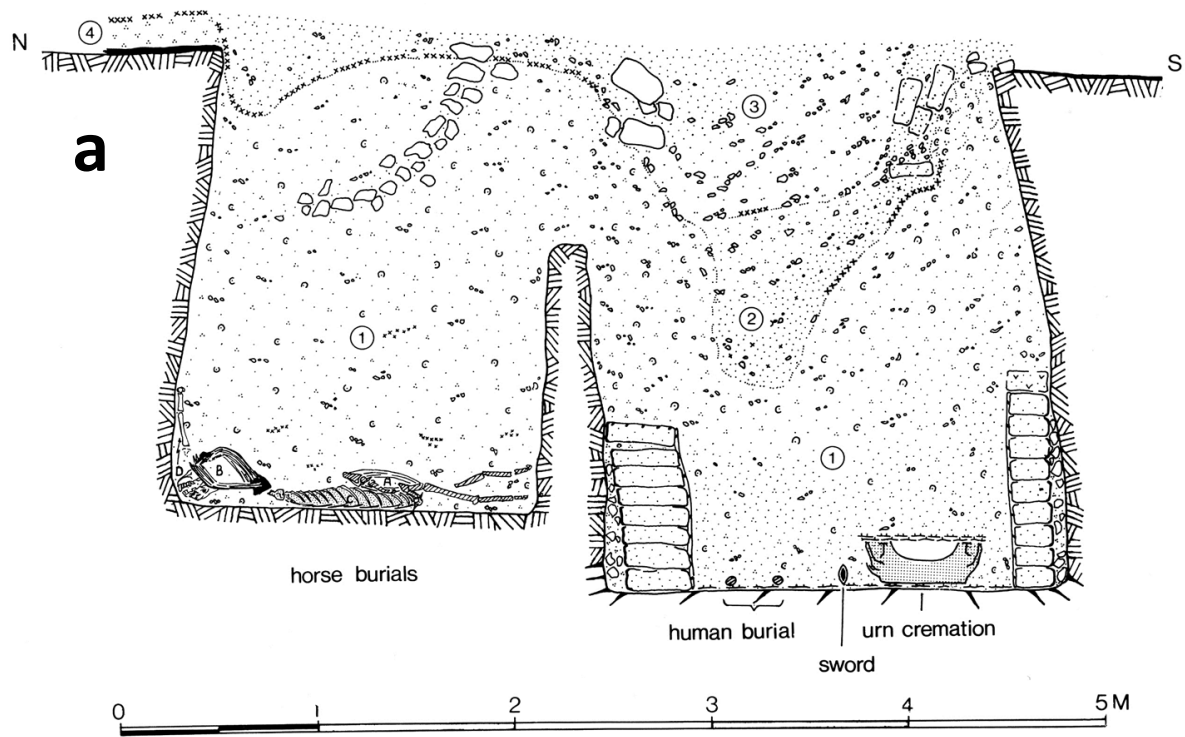 N
④
S
a
③
②
①
①
D
B
A
C
horse burials
human burial
urn cremation
sword
0 1 2 3 4 5 M